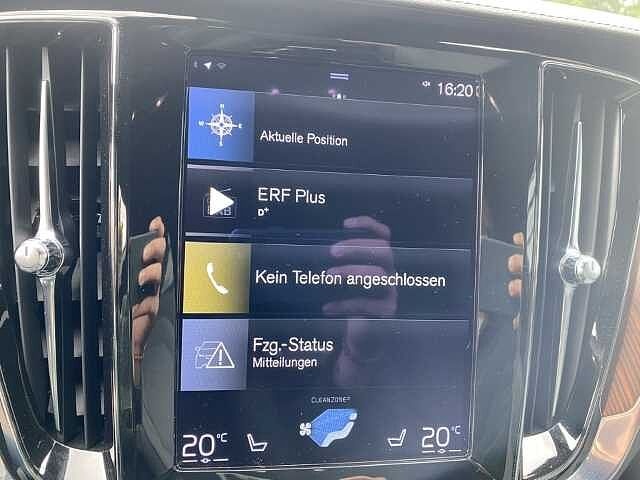 16:20
N
W E
S
Aktuelle Position
ERF Plus
D+
Kein Telefon angeschlossen
Fzg.-Status
Mitteilungen
CLEANZONE
20°C
20°C